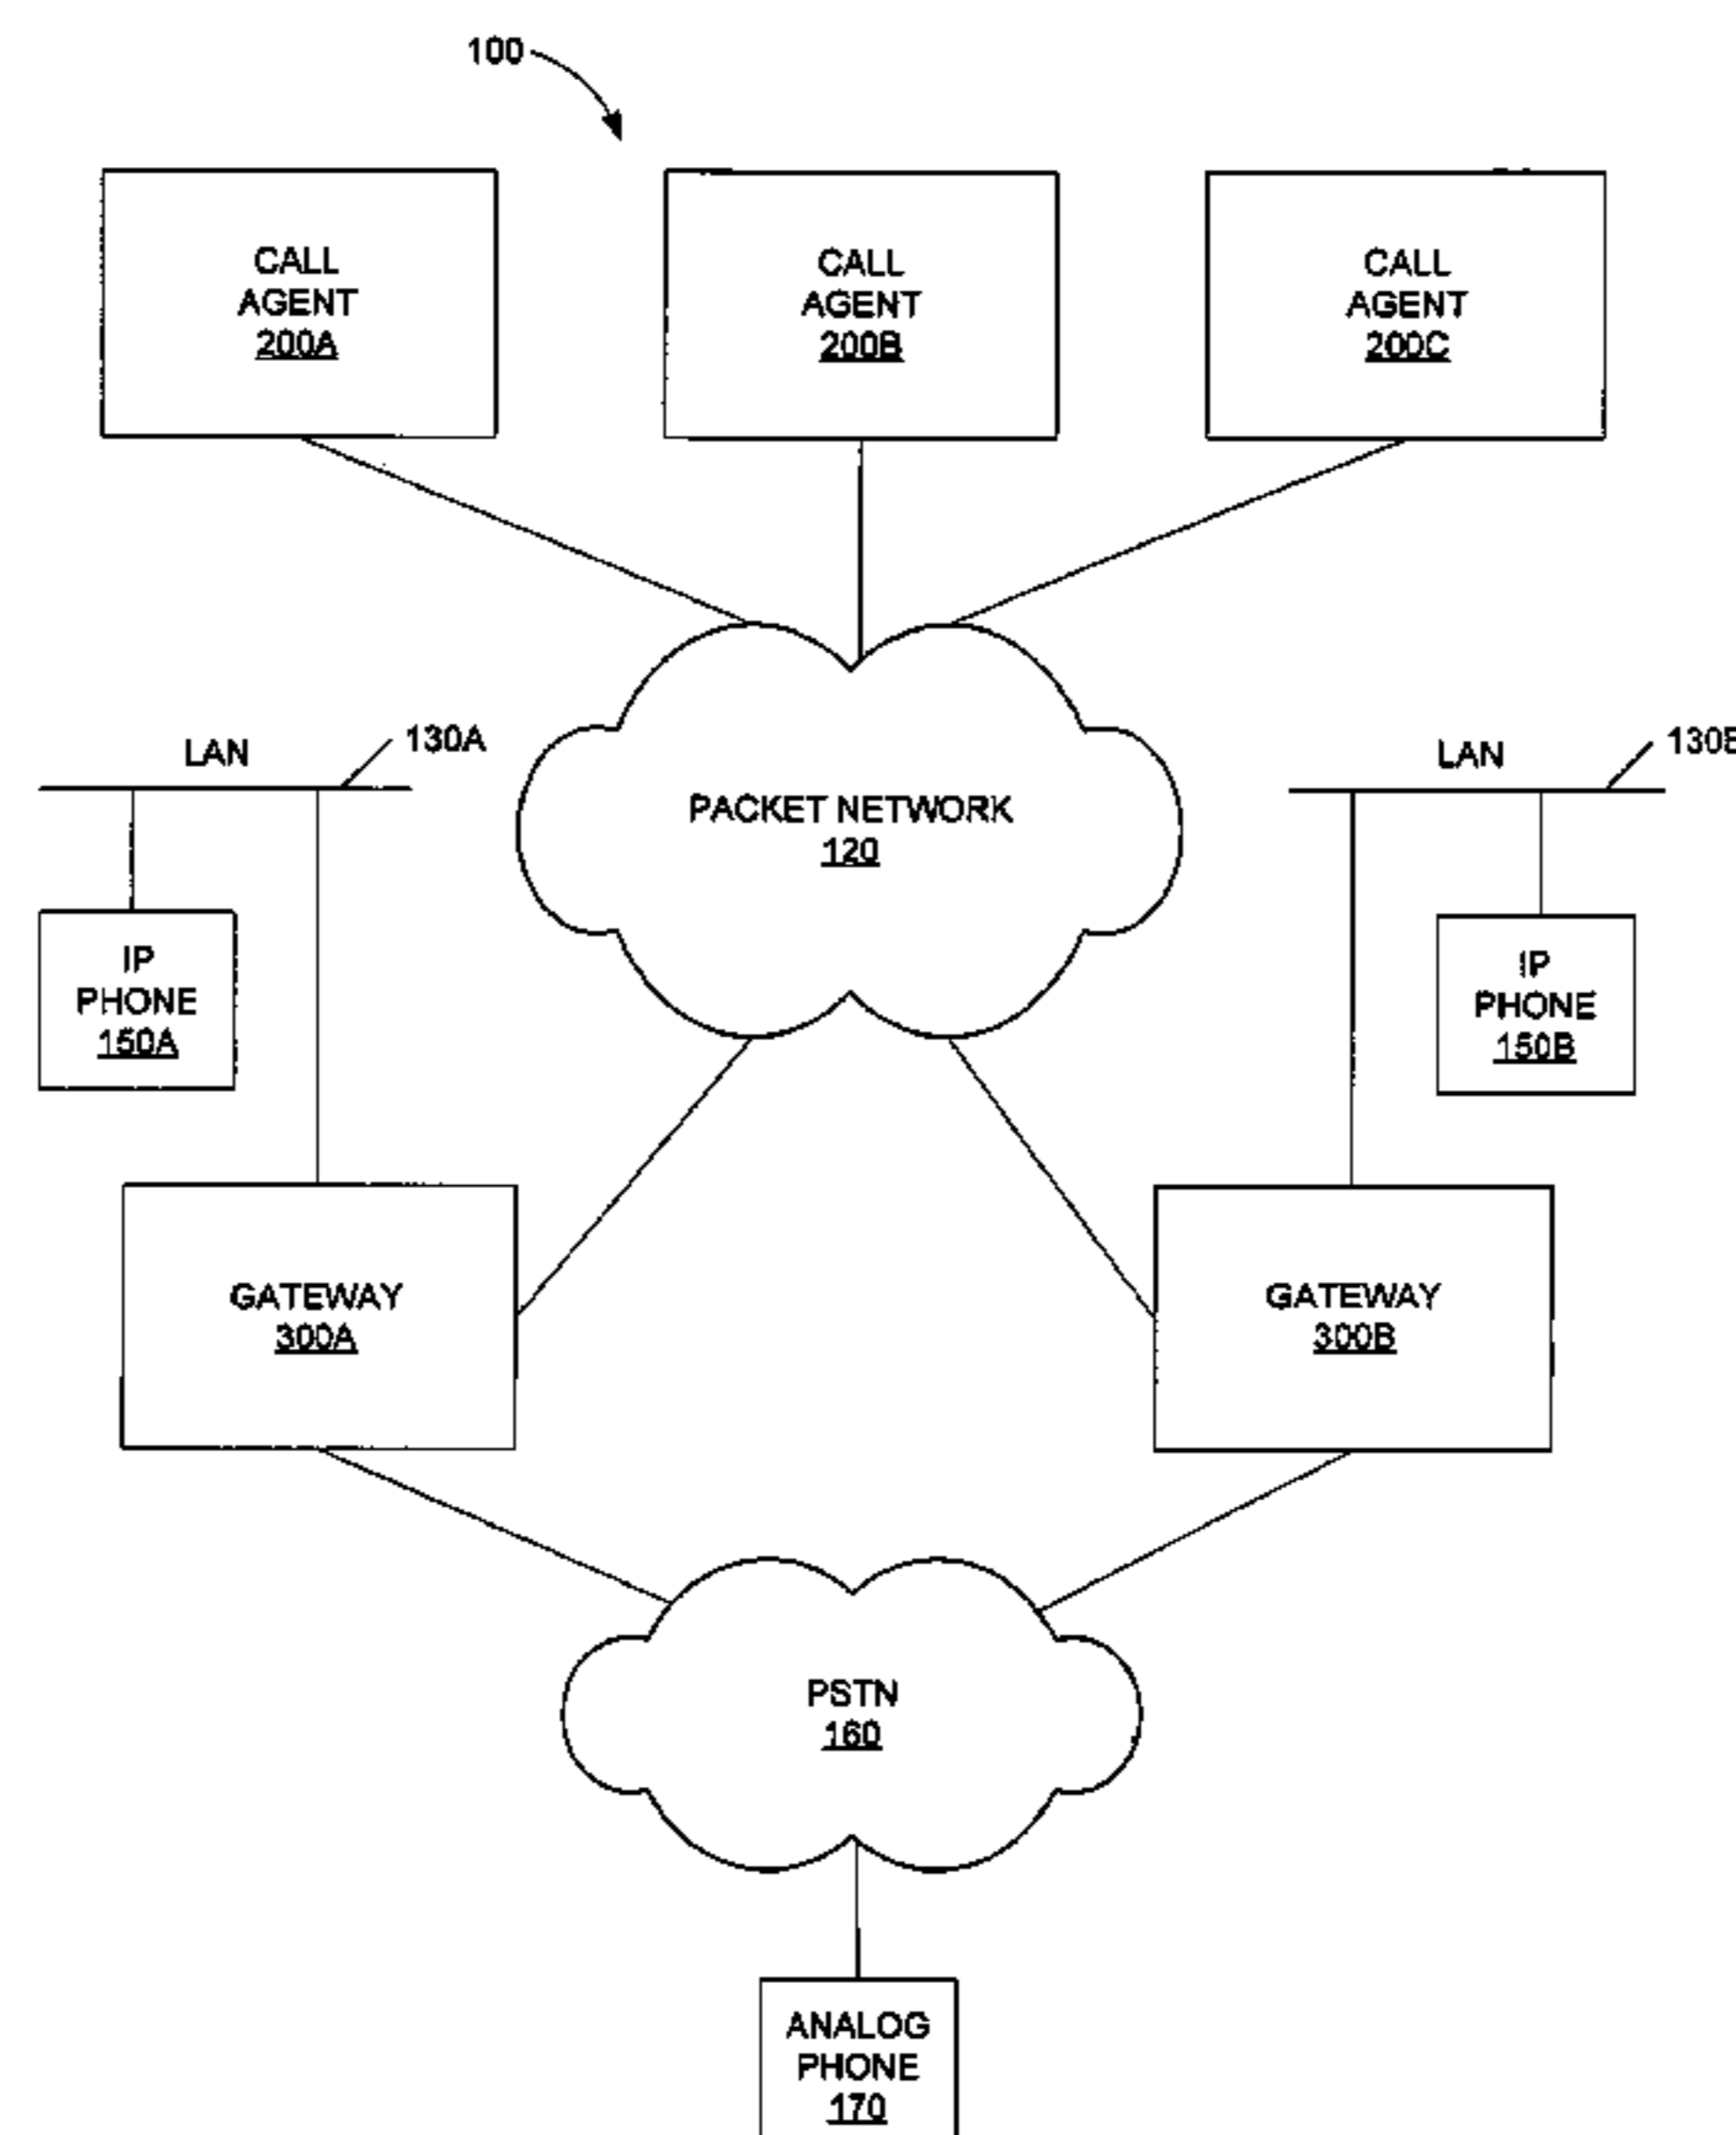 100
CALL
AGENT
200A
CALL
AGENT
200B
CALL
AGENT
200C
LAN
130A
LAN
PACKET NETWORK
120
IP
PHONE
150A
IP
PHONE
150B
GATEWAY
300A
GATEWAY
300B
PSTN
160
ANALOG
PHONE
170